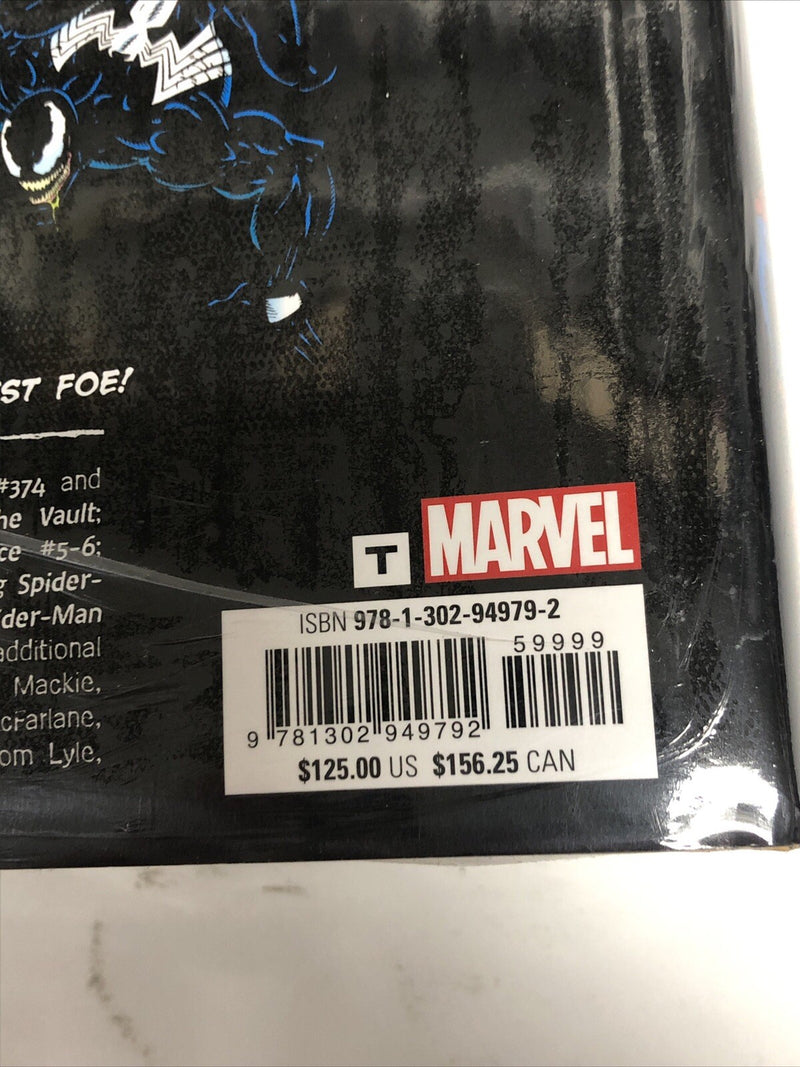 ST FOE!
#374 and
he Vault;
ce #5-6;
g Spider-
der-Man
additional
Mackie,
cFarlane,
om Lyle,
T
MARVEL
ISBN 978-1-302-94979-2
59999
9 781302 949792
$125.00 US $156.25 CAN